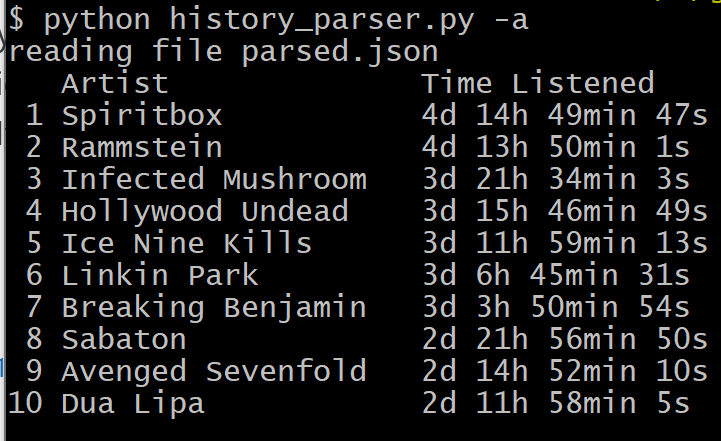 $ python history_parser.py -a
reading file parsed.json
   Artist              Time Listened
 1 Spiritbox           4d 14h 49min 47s
 2 Rammstein           4d 13h 50min 1s
 3 Infected Mushroom   3d 21h 34min 3s
 4 Hollywood Undead    3d 15h 46min 49s
 5 Ice Nine Kills      3d 11h 59min 13s
 6 Linkin Park         3d 6h 45min 31s
 7 Breaking Benjamin   3d 3h 50min 54s
 8 Sabaton             2d 21h 56min 50s
 9 Avenged Sevenfold   2d 14h 52min 10s
10 Dua Lipa            2d 11h 58min 5s